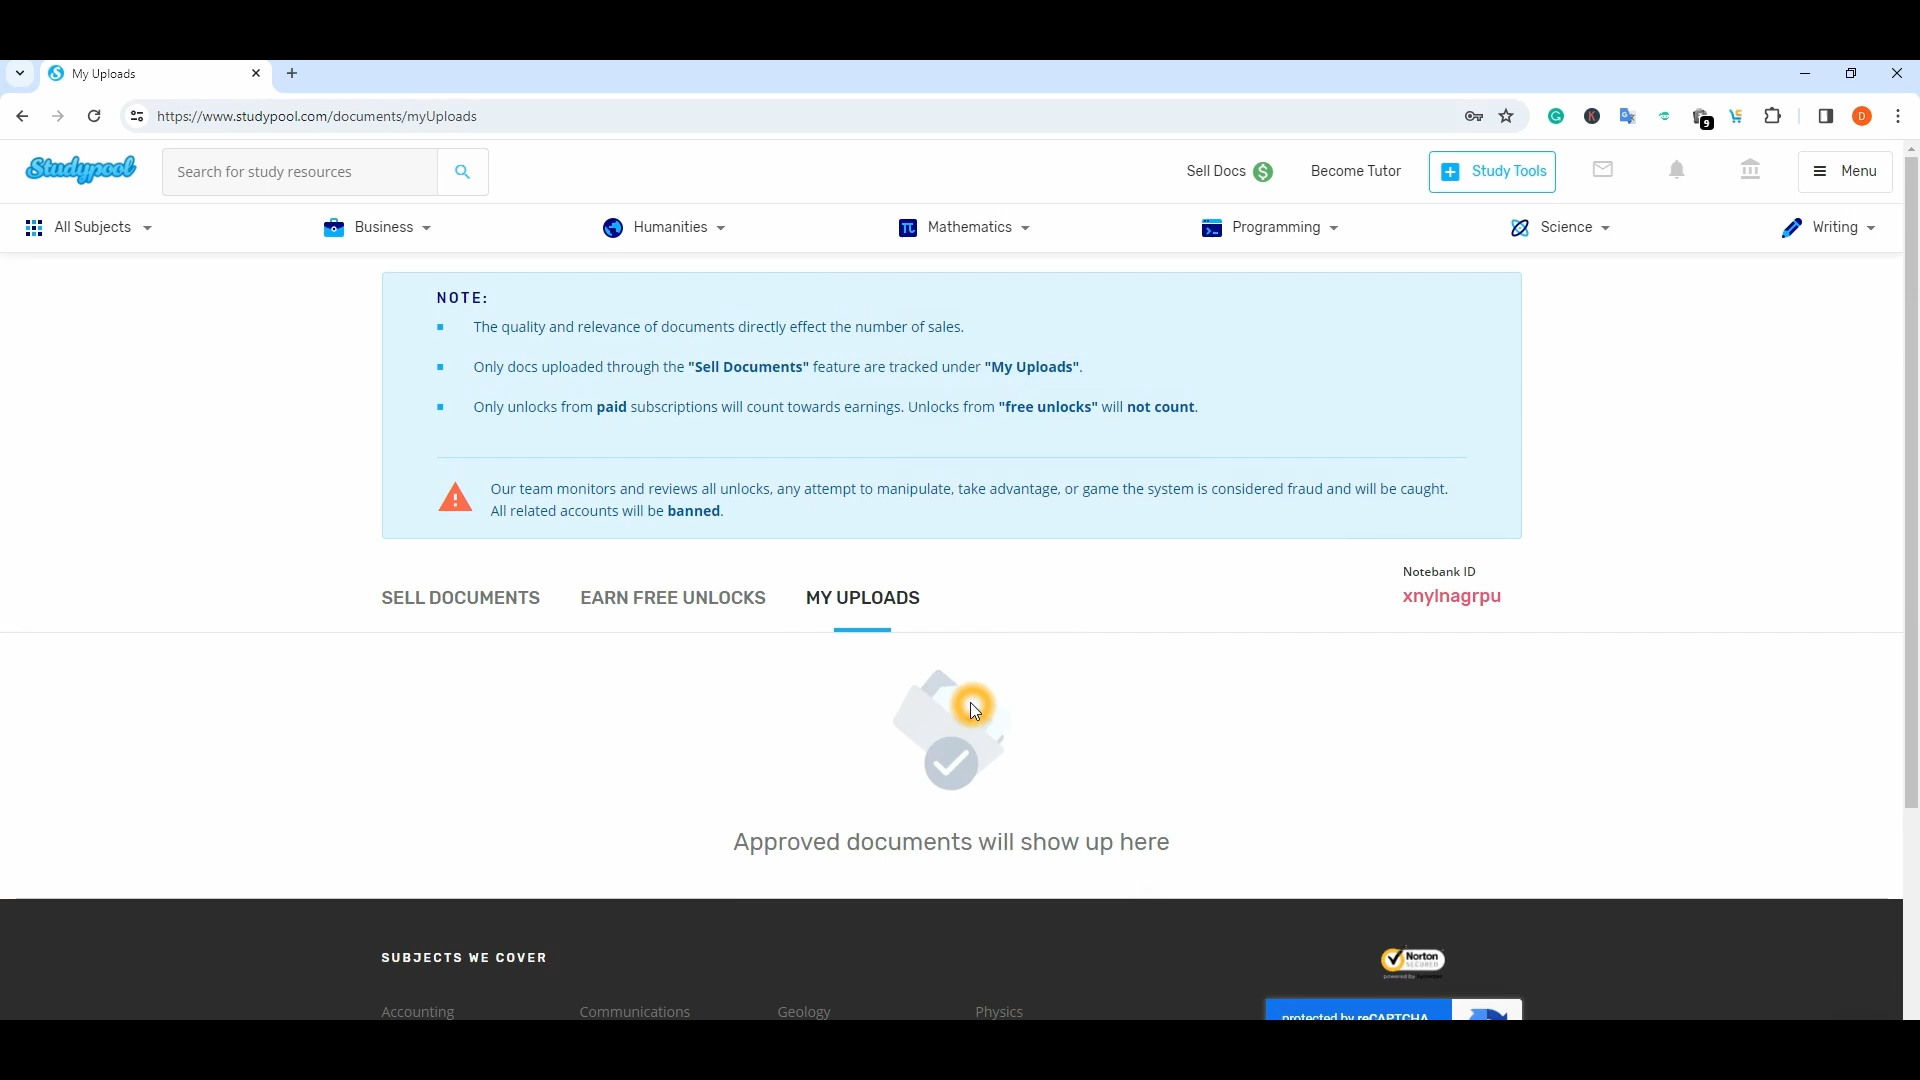 My Uploads
https://www.studypool.com/documents/myUploads
K
9
D
Studypool
Search for study resources
Sell Docs $
Become Tutor
Study Tools
Menu
All Subjects
Business
Humanities
Mathematics
Programming
Science
Writing
NOTE:
The quality and relevance of documents directly effect the number of sales.
Only docs uploaded through the "Sell Documents" feature are tracked under "My Uploads".
Only unlocks from paid subscriptions will count towards earnings. Unlocks from "free unlocks" will not count.
Our team monitors and reviews all unlocks, any attempt to manipulate, take advantage, or game the system is considered fraud and will be caught.
All related accounts will be banned.
SELL DOCUMENTS
EARN FREE UNLOCKS
MY UPLOADS
Notebank ID
xnylnagrpu
Approved documents will show up here
SUBJECTS WE COVER
Norton
SECURED
Accounting
Communications
Geology
Physics
protected by reCAPTCHA